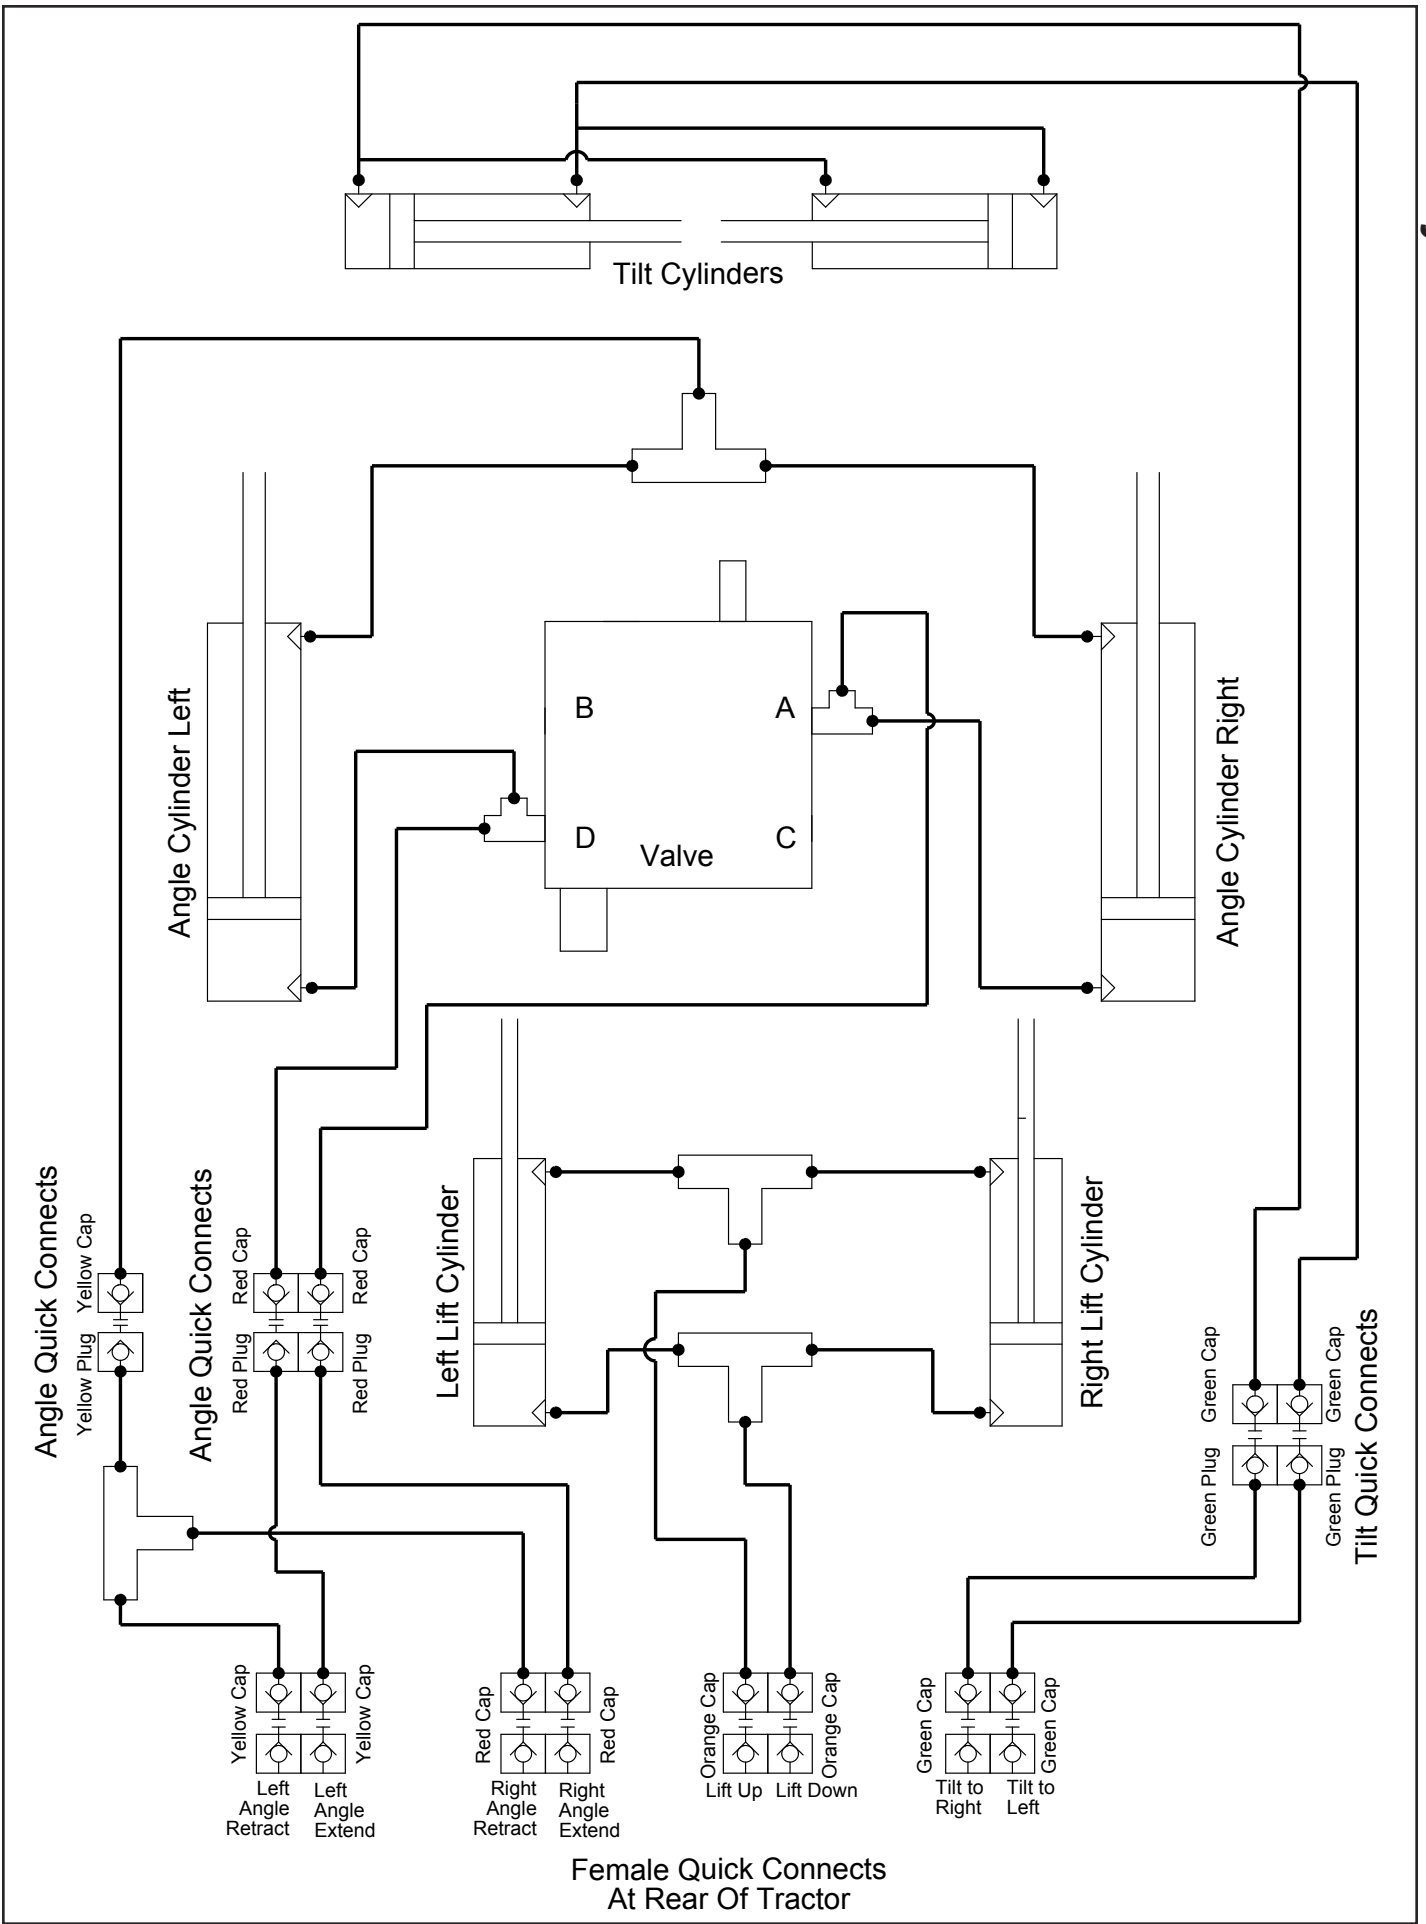 Tilt Cylinders
Angle Cylinder Left
B
A
D
C
Valve
Angle Cylinder Right
Angle Quick Connects
Yellow Cap
Yellow Plug
Angle Quick Connects
Red Cap
Red Plug
Red Cap
Red Plug
Left Lift Cylinder
Right Lift Cylinder
Green Cap
Green Plug
Green Cap
Green Plug
Tilt Quick Connects
Yellow Cap
Yellow Cap
Left
Angle
Retract
Left
Angle
Extend
Red Cap
Red Cap
Right
Angle
Retract
Right
Angle
Extend
Orange Cap
Orange Cap
Lift Up
Lift Down
Green Cap
Green Cap
Tilt to
Right
Tilt to
Left
Female Quick Connects
At Rear Of Tractor